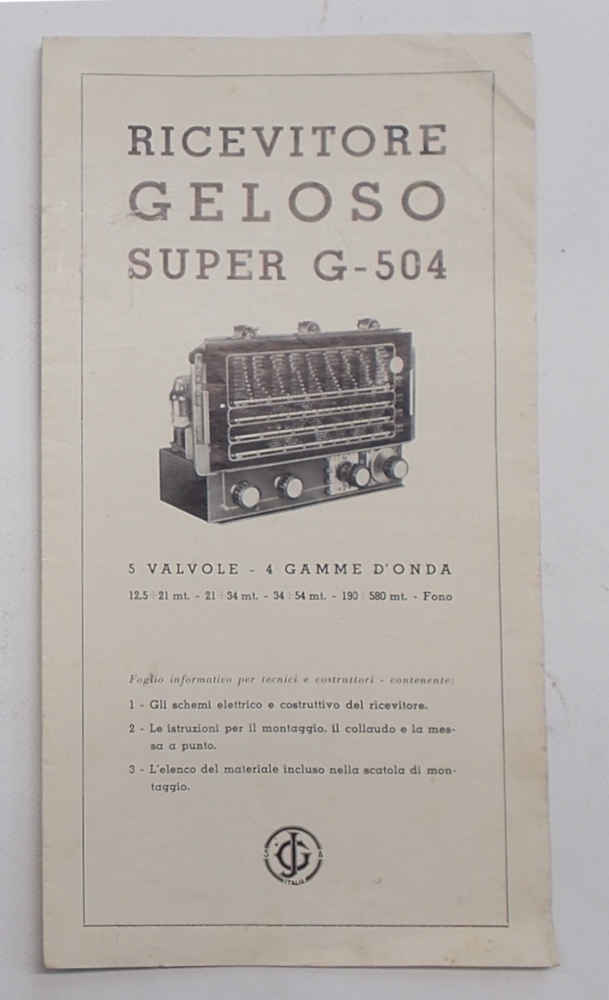 RICEVITORE
GELOSO
SUPER G-504
5 VALVOLE - 4 GAMME D'ONDA
12,5÷21 mt. - 21÷34 mt. - 34÷54 mt. - 190÷580 mt. - Fono
Foglio informativo per tecnici e costruttori - contenente:
1 - Gli schemi elettrico e costruttivo del ricevitore.
2 - Le istruzioni per il montaggio, il collaudo e la mes-
sa a punto.
3 - L'elenco del materiale incluso nella scatola di mon-
taggio.
S JG A
ITALIA